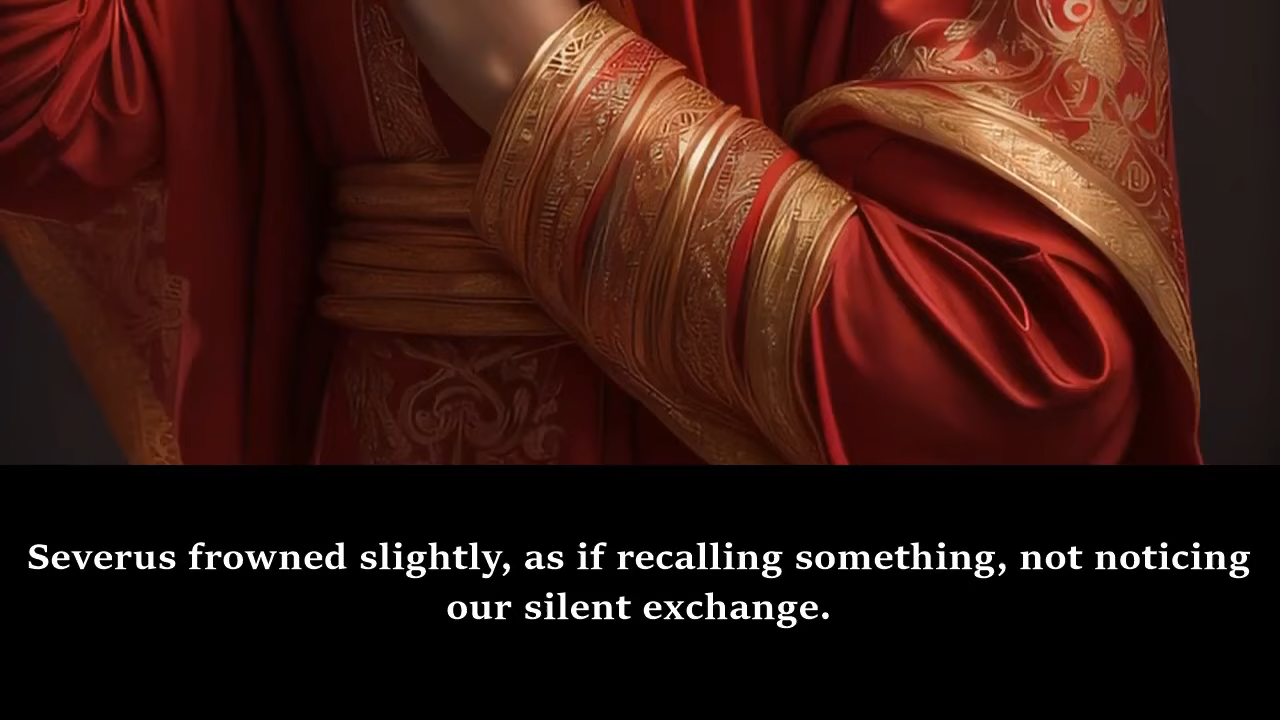 Severus frowned slightly, as if recalling something, not noticing
our silent exchange.